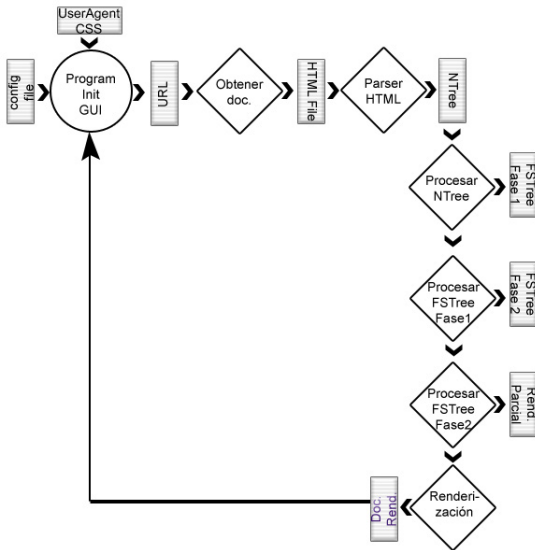 UserAgent
CSS
config
file
Program
Init
GUI
URL
Obtener
doc.
HTML File
Parser
HTML
NTree
Procesar
NTree
FSTree
Fase 1
Procesar
FSTree
Fase1
FSTree
Fase 2
Procesar
FSTree
Fase2
Rend.
Parcial
Renderi-
zación
Doc.
Rend.